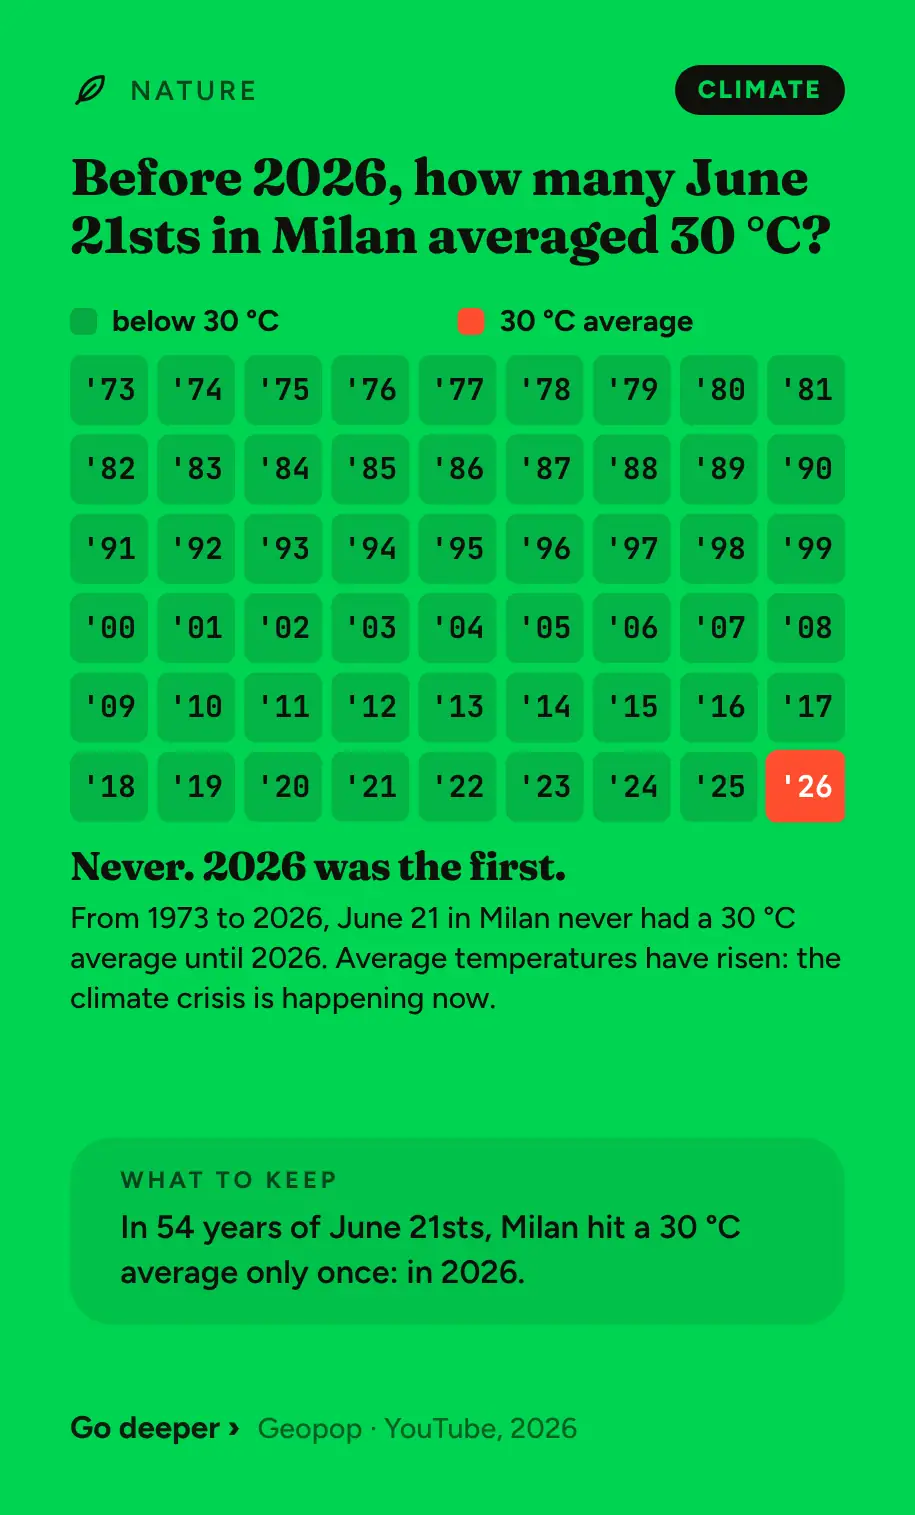 NATURE
CLIMATE
Before 2026, how many June
21sts in Milan averaged 30 °C?
below 30 °C
30 °C average
'73 '74 '75 '76 '77 '78 '79 '80 '81
'82 '83 '84 '85 '86 '87 '88 '89 '90
'91 '92 '93 '94 '95 '96 '97 '98 '99
'00 '01 '02 '03 '04 '05 '06 '07 '08
'09 '10 '11 '12 '13 '14 '15 '16 '17
'18 '19 '20 '21 '22 '23 '24 '25 '26
Never. 2026 was the first.
From 1973 to 2026, June 21 in Milan never had a 30 °C
average until 2026. Average temperatures have risen: the
climate crisis is happening now.
WHAT TO KEEP
In 54 years of June 21sts, Milan hit a 30 °C
average only once: in 2026.
Go deeper › Geopop · YouTube, 2026